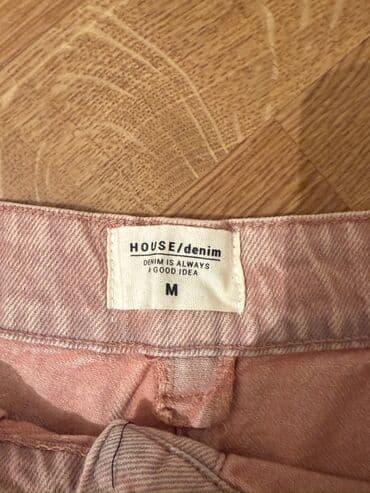 HOUSE/denim
DENIM IS ALWAYS
A GOOD IDEA
M